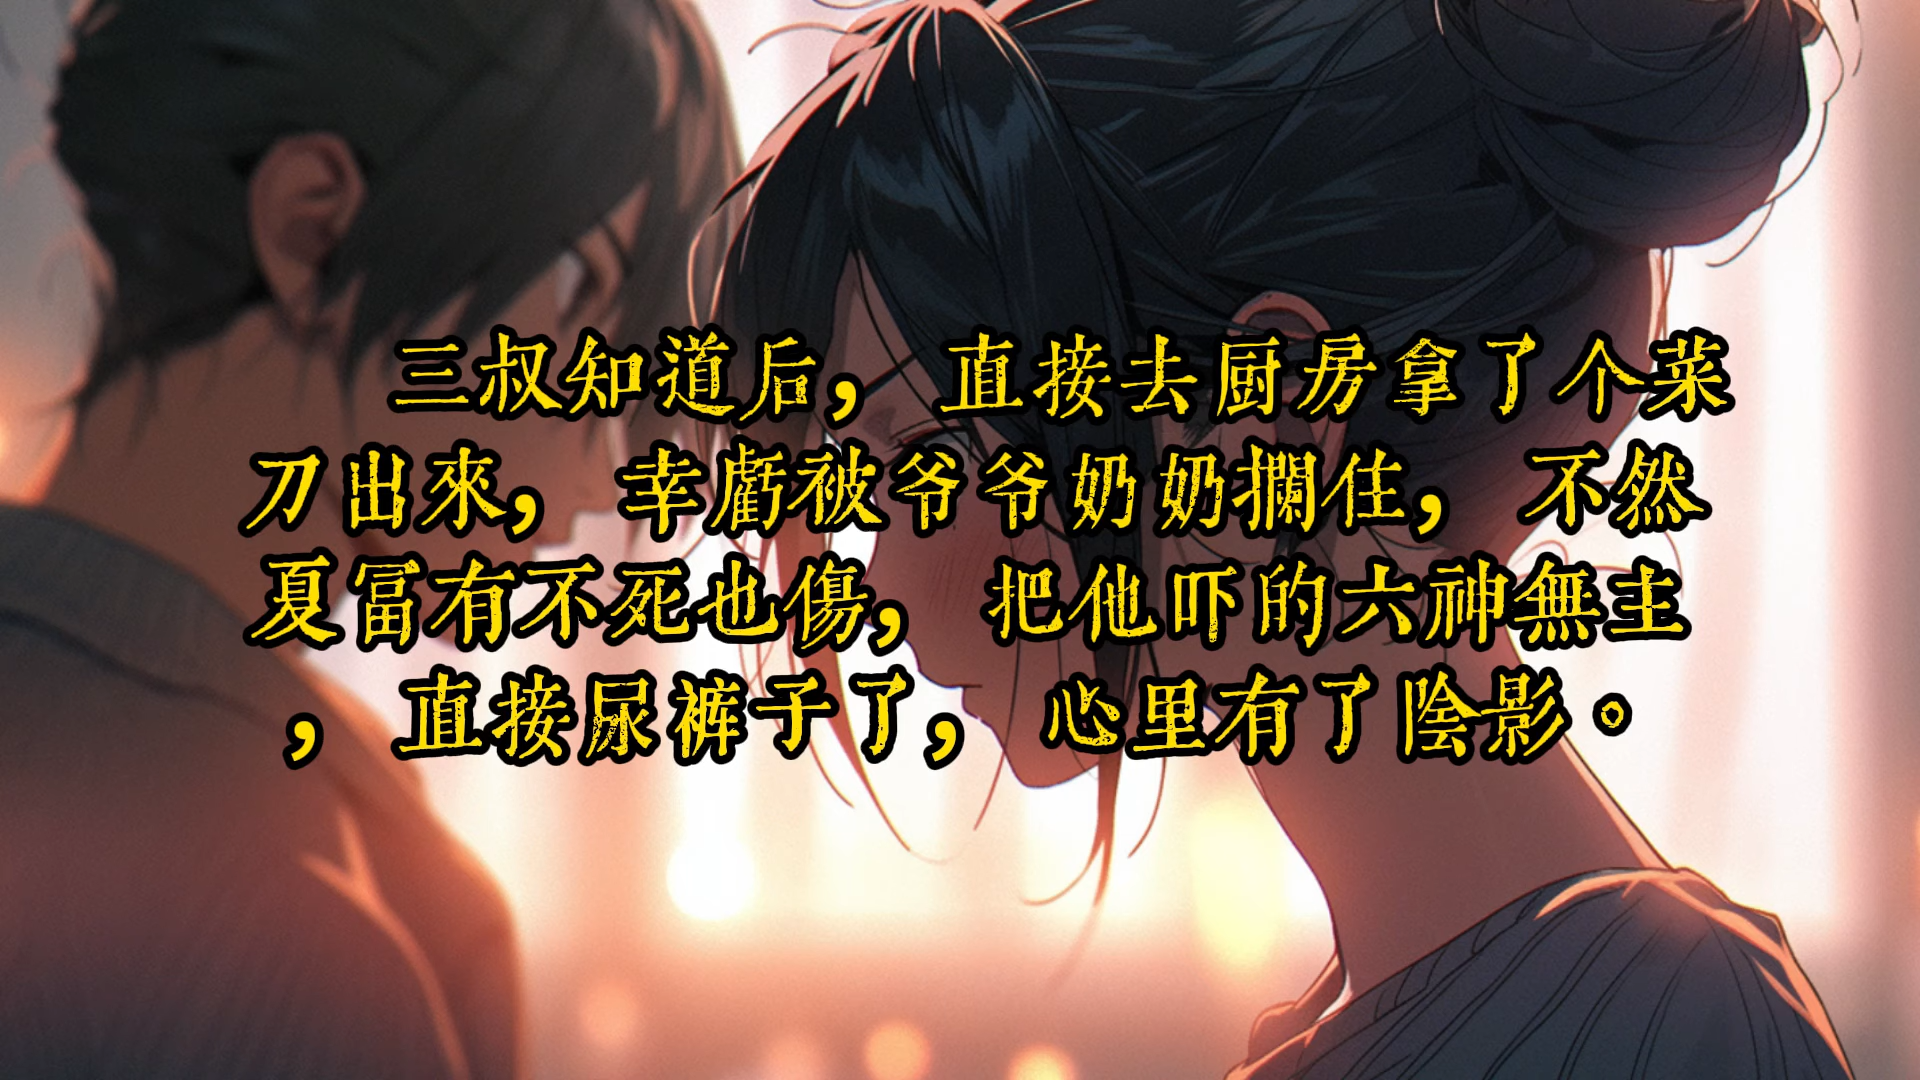 三叔知道后， 直接去厨房拿了个菜
刀出來， 幸虧被爷爷奶奶攔住， 不然
夏冨有不死也傷， 把他吓的六神無主
， 直接尿裤子了， 心里有了陰影。